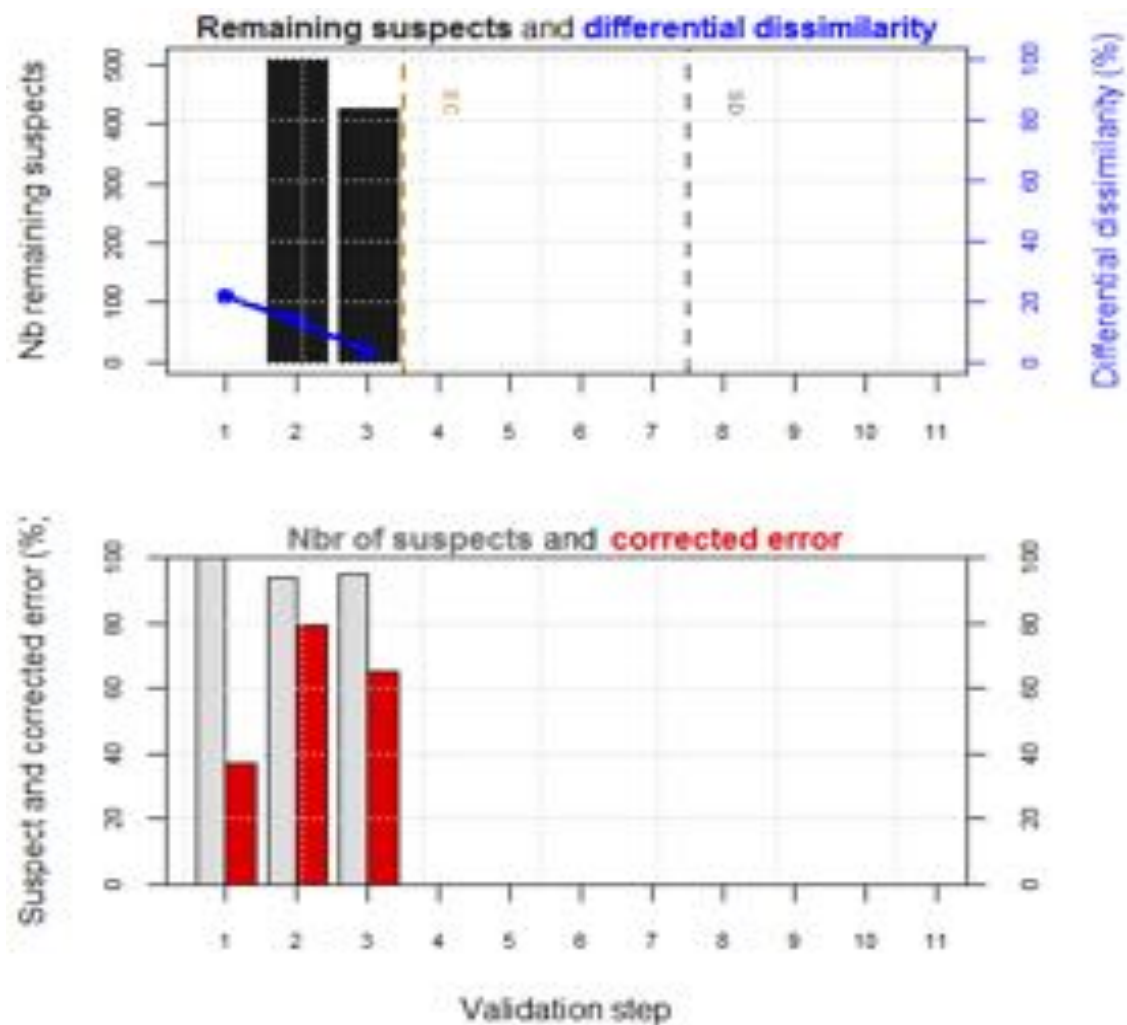 Remaining suspects and differential dissimilarity
Nb remaining suspects
0 100 200 300 400 500
Differential dissimilarity (%)
0 20 40 60 80 100
SD
1 2 3 4 5 6 7 8 9 10 11
Nbr of suspects and corrected error
Suspect and corrected error (%)
0 20 40 60 80 100
0 20 40 60 80 100
1 2 3 4 5 6 7 8 9 10 11
Validation step